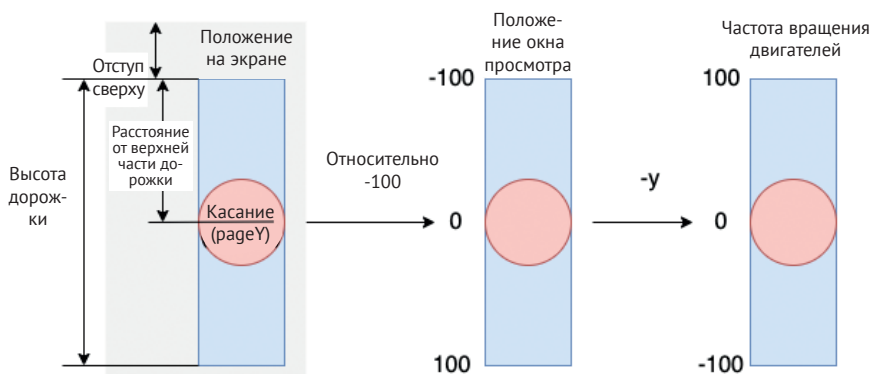 Положение
на экране
Отступ
сверху
Расстояние
от верхней
части до-
рожки
Высота
дорож-
ки
Касание
(pageY)
Относительно
-100
Положе-
ние окна
просмотра
-100
0
100
-y
Частота вращения
двигателей
100
0
-100